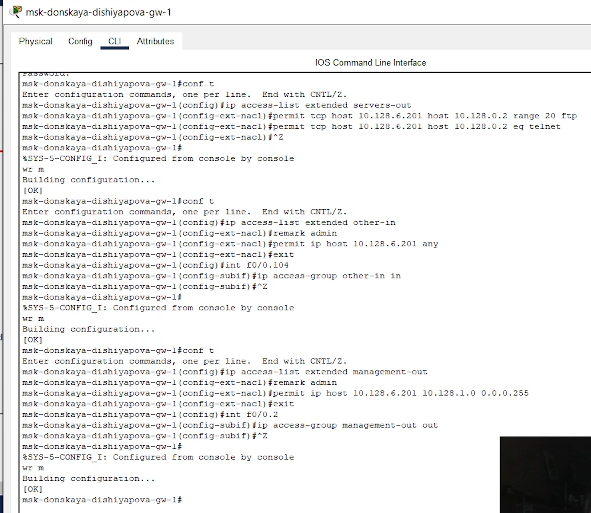 msk-donskaya-dishiyapova-gw-1
Physical Config CLI Attributes
IOS Command Line Interface
Password:
msk-donskaya-dishiyapova-gw-1#conf t
Enter configuration commands, one per line. End with CNTL/Z.
msk-donskaya-dishiyapova-gw-1(config)#ip access-list extended servers-out
msk-donskaya-dishiyapova-gw-1(config-ext-nacl)#permit tcp host 10.128.6.201 host 10.128.0.2 range 20 ftp
msk-donskaya-dishiyapova-gw-1(config-ext-nacl)#permit tcp host 10.128.6.201 host 10.128.0.2 eq telnet
msk-donskaya-dishiyapova-gw-1(config-ext-nacl)#^Z
msk-donskaya-dishiyapova-gw-1#
%SYS-5-CONFIG_I: Configured from console by console
wr m
Building configuration...
[OK]
msk-donskaya-dishiyapova-gw-1#conf t
Enter configuration commands, one per line. End with CNTL/Z.
msk-donskaya-dishiyapova-gw-1(config)#ip access-list extended other-in
msk-donskaya-dishiyapova-gw-1(config-ext-nacl)#remark admin
msk-donskaya-dishiyapova-gw-1(config-ext-nacl)#permit ip host 10.128.6.201 any
msk-donskaya-dishiyapova-gw-1(config-ext-nacl)#exit
msk-donskaya-dishiyapova-gw-1(config)#int f0/0.104
msk-donskaya-dishiyapova-gw-1(config-subif)#ip access-group other-in in
msk-donskaya-dishiyapova-gw-1(config-subif)#^Z
msk-donskaya-dishiyapova-gw-1#
%SYS-5-CONFIG_I: Configured from console by console
wr m
Building configuration...
[OK]
msk-donskaya-dishiyapova-gw-1#conf t
Enter configuration commands, one per line. End with CNTL/Z.
msk-donskaya-dishiyapova-gw-1(config)#ip access-list extended management-out
msk-donskaya-dishiyapova-gw-1(config-ext-nacl)#remark admin
msk-donskaya-dishiyapova-gw-1(config-ext-nacl)#permit ip host 10.128.6.201 10.128.1.0 0.0.0.255
msk-donskaya-dishiyapova-gw-1(config-ext-nacl)#exit
msk-donskaya-dishiyapova-gw-1(config)#int f0/0.2
msk-donskaya-dishiyapova-gw-1(config-subif)#ip access-group management-out out
msk-donskaya-dishiyapova-gw-1(config-subif)#^Z
msk-donskaya-dishiyapova-gw-1#
%SYS-5-CONFIG_I: Configured from console by console
wr m
Building configuration...
[OK]
msk-donskaya-dishiyapova-gw-1#